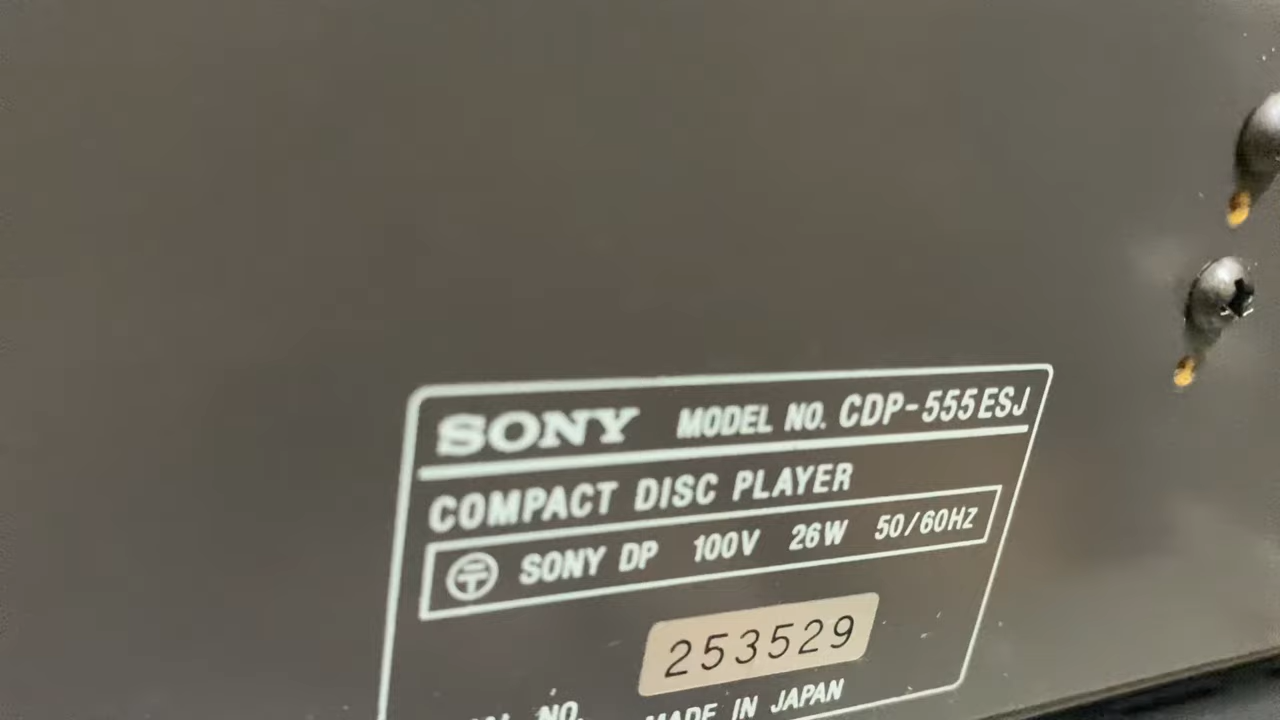 SONY MODEL NO. CDP-555ESJ
COMPACT DISC PLAYER
SONY DP 100V 26W 50/60Hz
253529
NO. MADE IN JAPAN